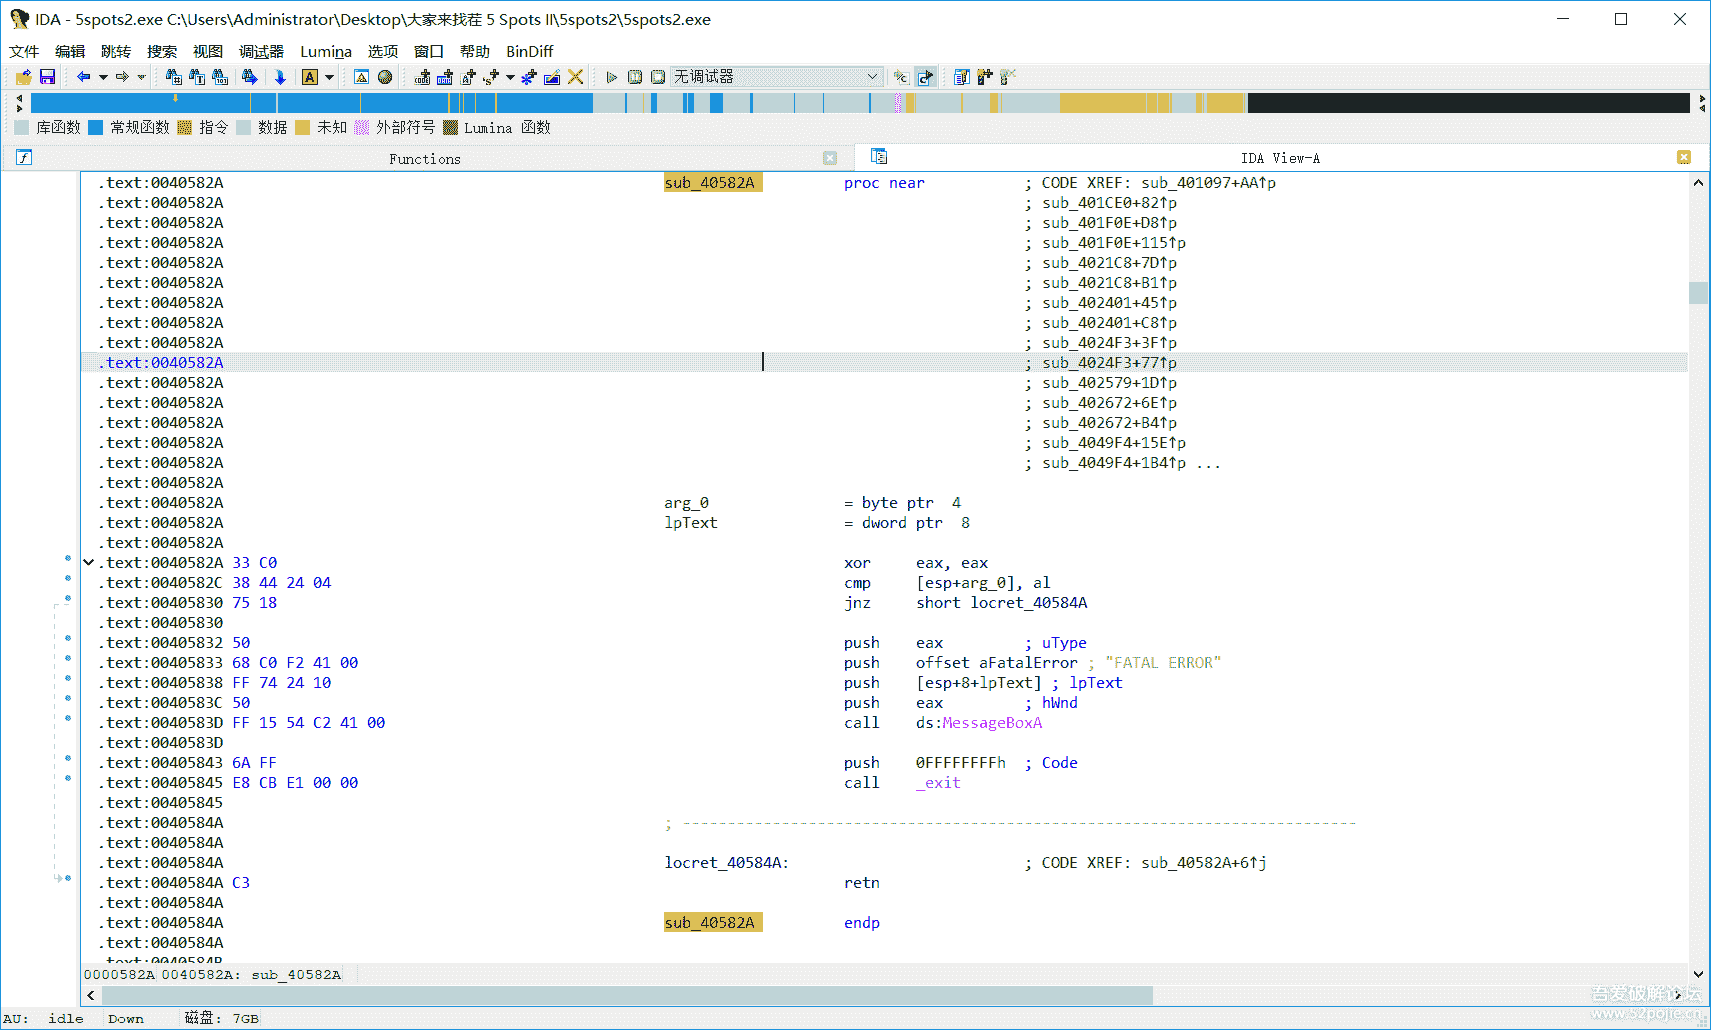 IDA - 5spots2.exe C:\Users\Administrator\Desktop\大家来找茬 5 Spots II\5spots2\5spots2.exe
文件 编辑 跳转 搜索 视图 调试器 Lumina 选项 窗口 帮助 BinDiff
无调试器
库函数 常规函数 指令 数据 未知 外部符号 Lumina 函数
Functions IDA View-A
.text:0040582A sub_40582A proc near ; CODE XREF: sub_401097+AA↑p
.text:0040582A ; sub_401CE0+82↑p
.text:0040582A ; sub_401F0E+D8↑p
.text:0040582A ; sub_401F0E+115↑p
.text:0040582A ; sub_4021C8+7D↑p
.text:0040582A ; sub_4021C8+B1↑p
.text:0040582A ; sub_402401+45↑p
.text:0040582A ; sub_402401+C8↑p
.text:0040582A ; sub_4024F3+3F↑p
.text:0040582A ; sub_4024F3+77↑p
.text:0040582A ; sub_402579+1D↑p
.text:0040582A ; sub_402672+6E↑p
.text:0040582A ; sub_402672+B4↑p
.text:0040582A ; sub_4049F4+15E↑p
.text:0040582A ; sub_4049F4+1B4↑p ...
.text:0040582A
.text:0040582A arg_0 = byte ptr 4
.text:0040582A lpText = dword ptr 8
.text:0040582A
.text:0040582A 33 C0 xor eax, eax
.text:0040582C 38 44 24 04 cmp [esp+arg_0], al
.text:00405830 75 18 jnz short locret_40584A
.text:00405830
.text:00405832 50 push eax ; uType
.text:00405833 68 C0 F2 41 00 push offset aFatalError ; "FATAL ERROR"
.text:00405838 FF 74 24 10 push [esp+8+lpText] ; lpText
.text:0040583C 50 push eax ; hWnd
.text:0040583D FF 15 54 C2 41 00 call ds:MessageBoxA
.text:0040583D
.text:00405843 6A FF push 0FFFFFFFFh ; Code
.text:00405845 E8 CB E1 00 00 call _exit
.text:00405845
.text:0040584A ; ---------------------------------------------------------------------------
.text:0040584A
.text:0040584A locret_40584A: ; CODE XREF: sub_40582A+6↑j
.text:0040584A C3 retn
.text:0040584A
.text:0040584A sub_40582A endp
.text:0040584A
.text:0040584B
0000582A 0040582A: sub_40582A
吾爱破解论坛
www.52pojie.cn
AU: idle Down 磁盘: 7GB